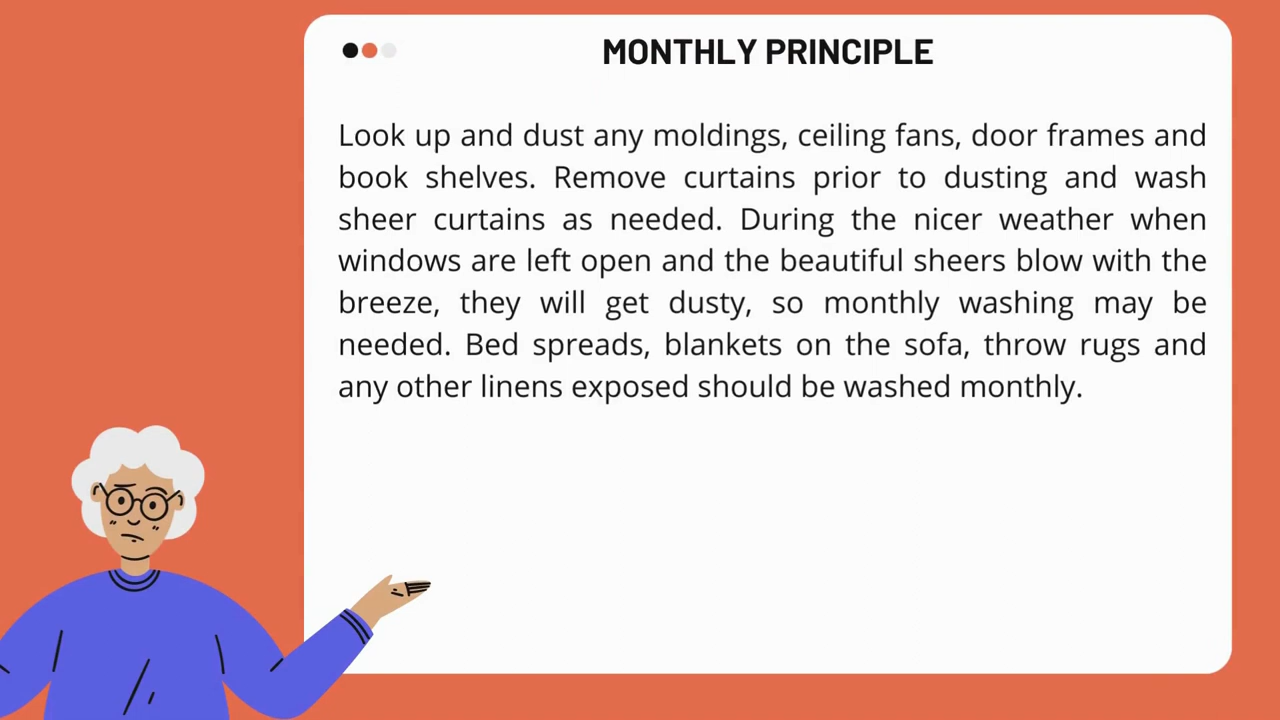 MONTHLY PRINCIPLE
Look up and dust any moldings, ceiling fans, door frames and
book shelves. Remove curtains prior to dusting and wash
sheer curtains as needed. During the nicer weather when
windows are left open and the beautiful sheers blow with the
breeze, they will get dusty, so monthly washing may be
needed. Bed spreads, blankets on the sofa, throw rugs and
any other linens exposed should be washed monthly.